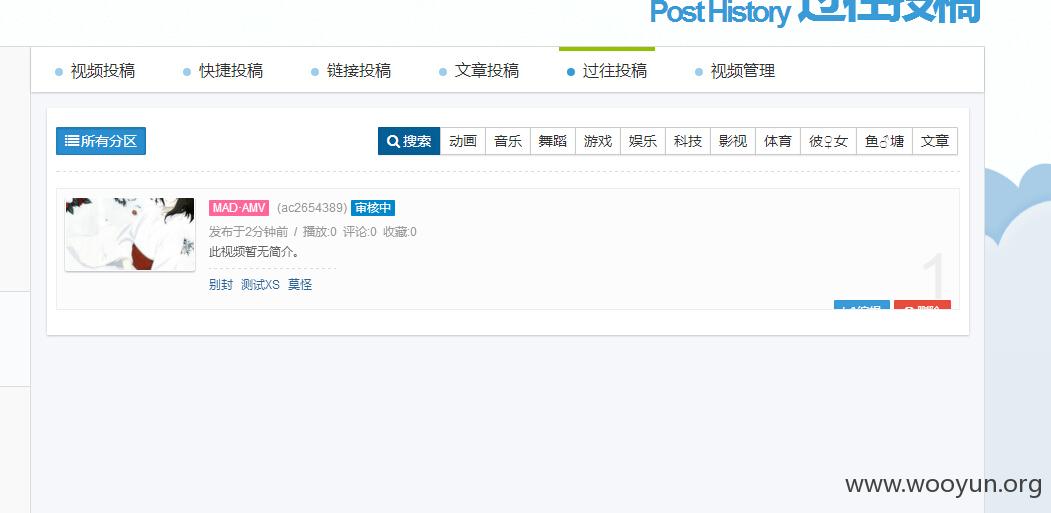 Post History 过往投稿
视频投稿 快捷投稿 链接投稿 文章投稿 过往投稿 视频管理
所有分区 搜索 动画 音乐 舞蹈 游戏 娱乐 科技 影视 体育 彼♀女 鱼♂塘 文章
MAD·AMV (ac2654389) 审核中
发布于2分钟前 / 播放:0 评论:0 收藏:0
此视频暂无简介。
别封 测试XS 莫怪
1
编辑 删除
www.wooyun.org